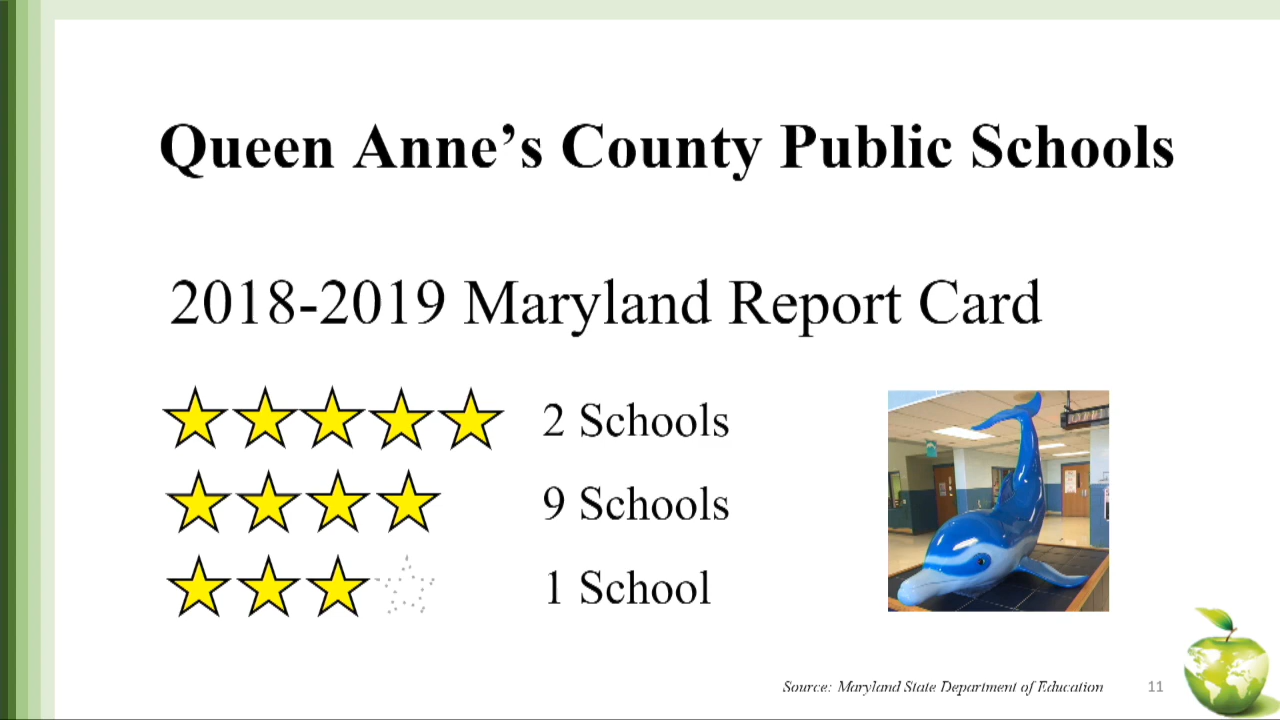 Queen Anne’s County Public Schools
2018-2019 Maryland Report Card
2 Schools
9 Schools
1 School
Source: Maryland State Department of Education
11